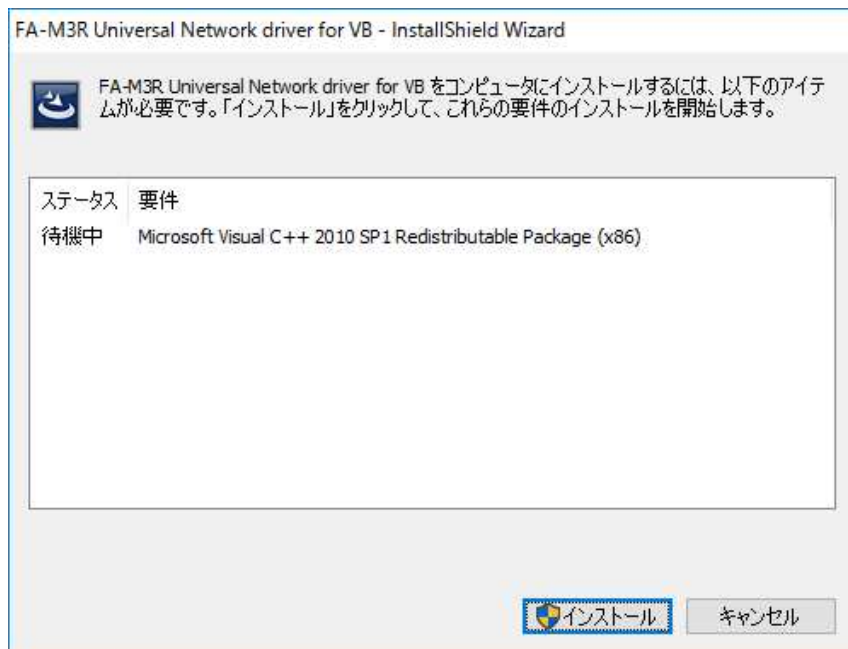 FA-M3R Universal Network driver for VB - InstallShield Wizard
FA-M3R Universal Network driver for VB をコンピュータにインストールするには、以下のアイテ
ムが必要です。「インストール」をクリックして、これらの要件のインストールを開始します。
ステータス 要件
待機中 Microsoft Visual C++ 2010 SP1 Redistributable Package (x86)
インストール キャンセル